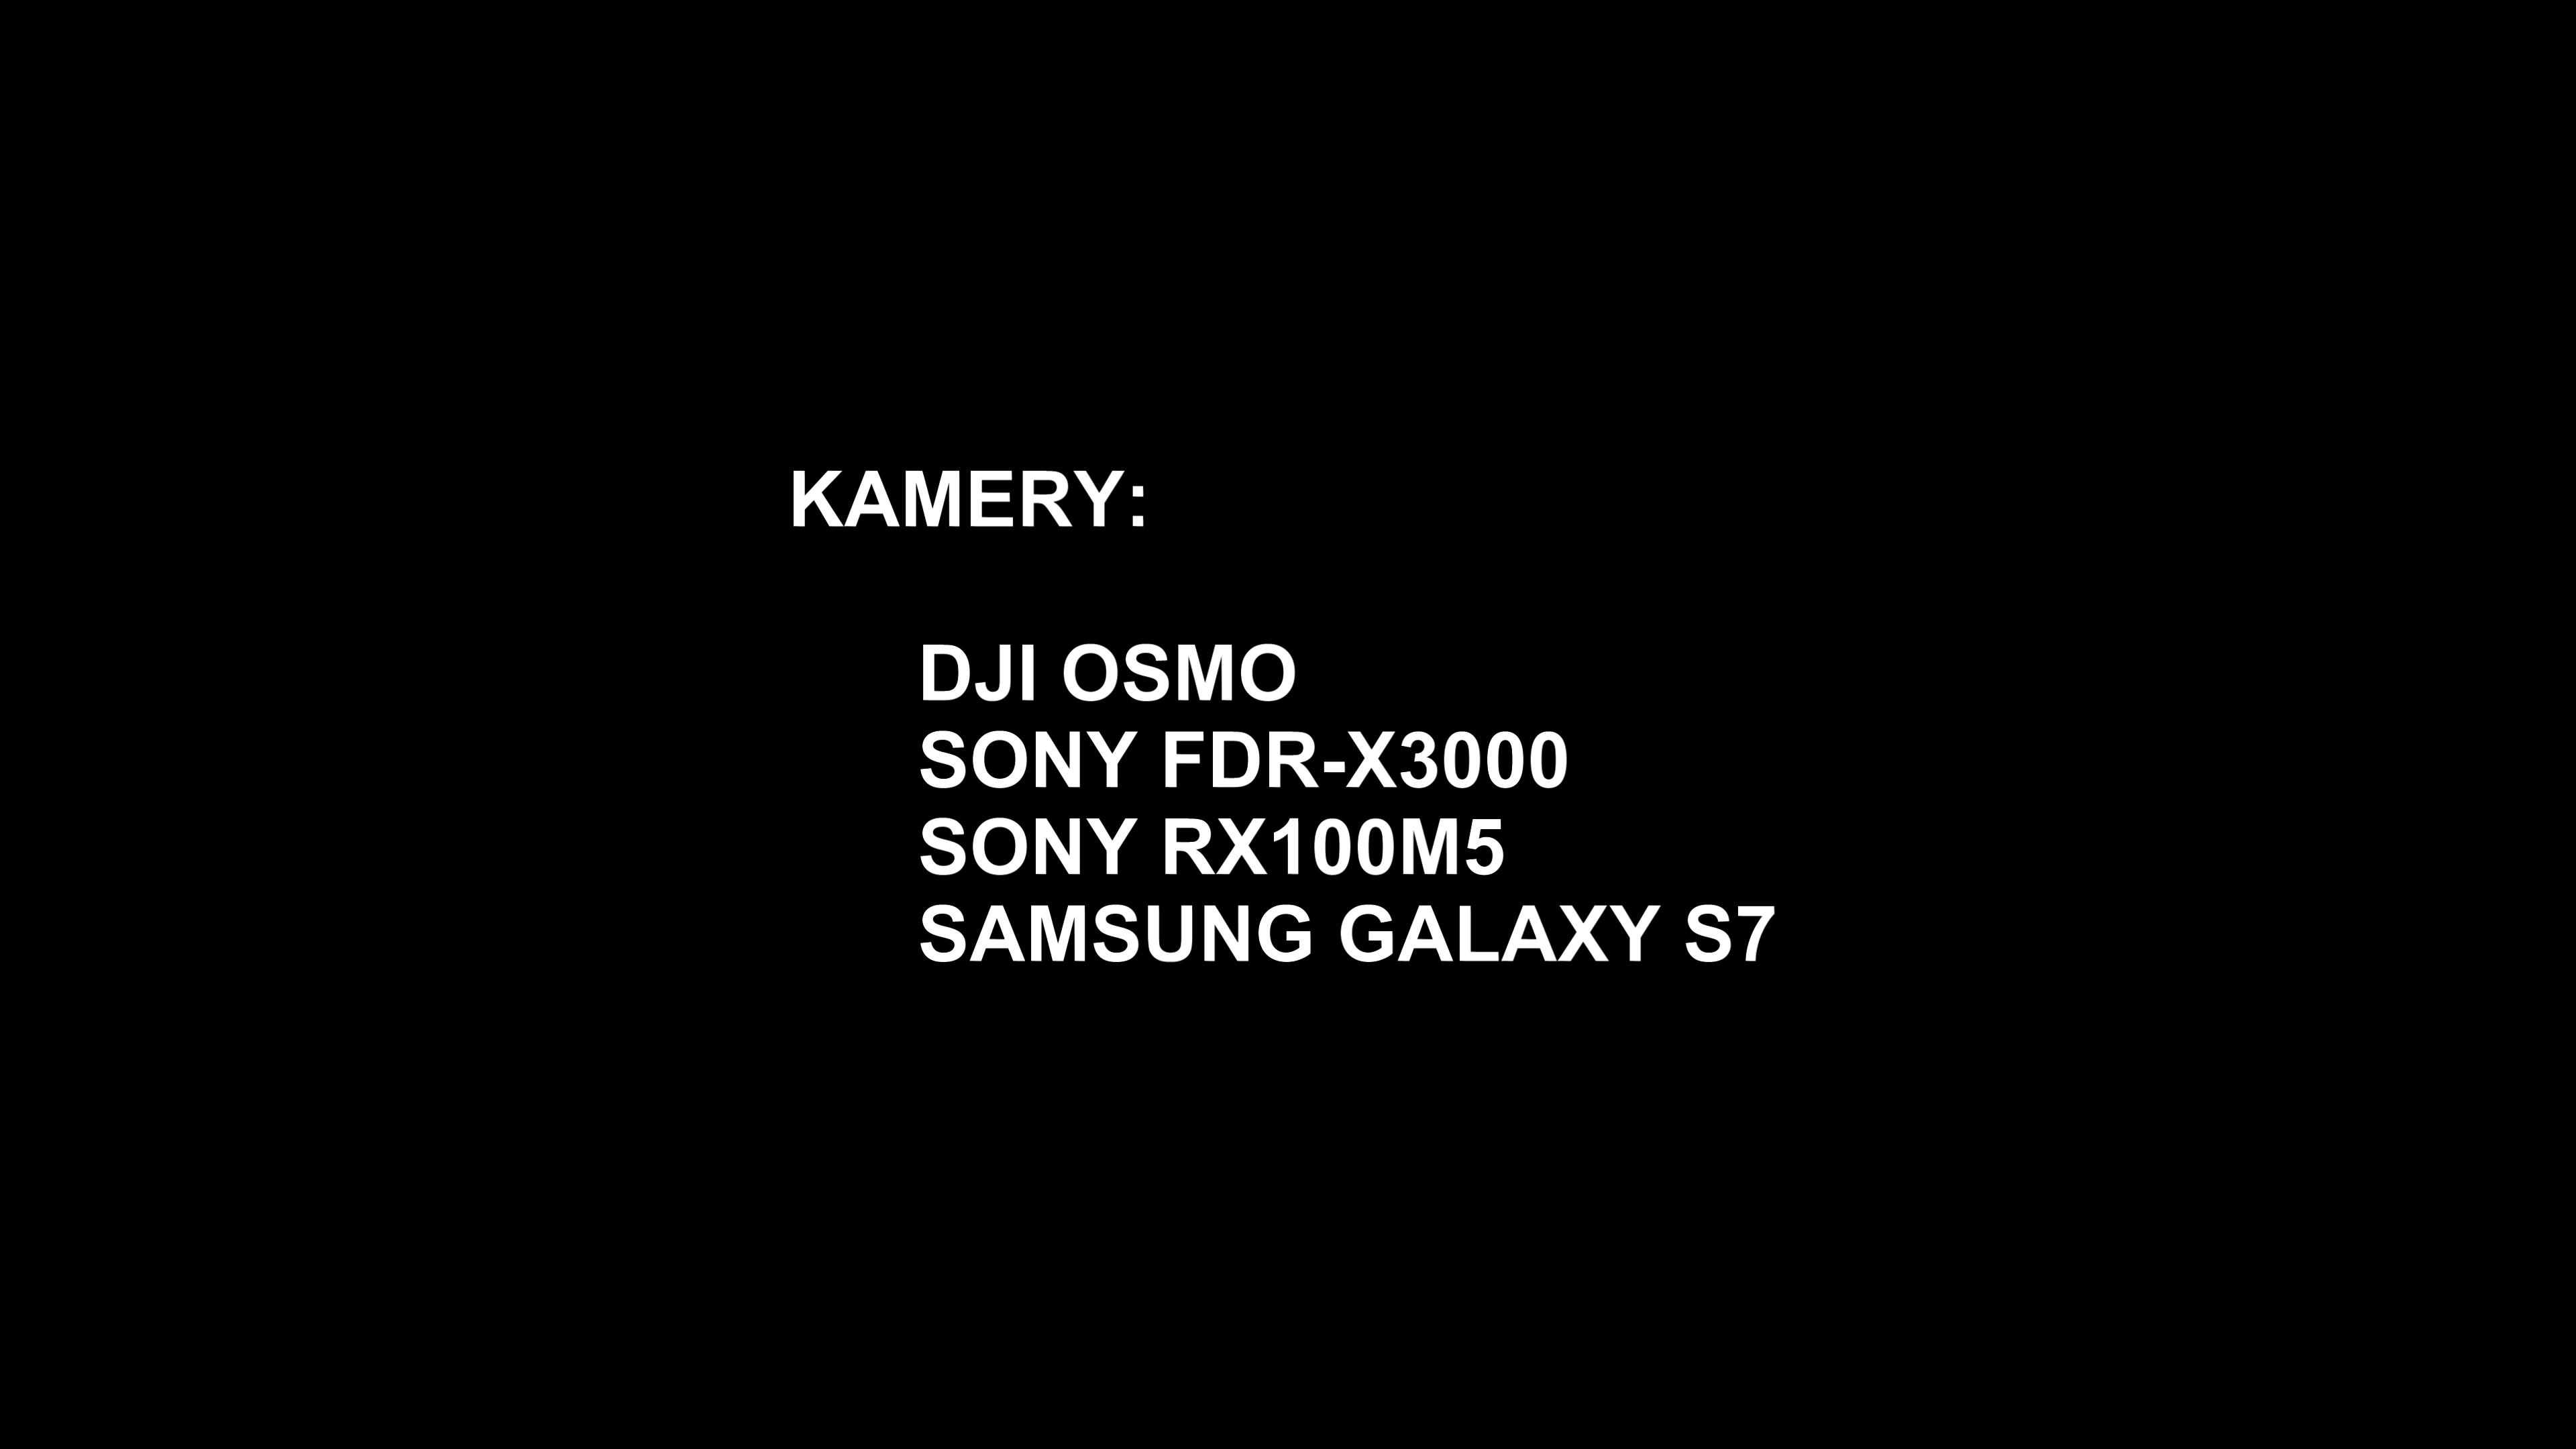 KAMERY:
DJI OSMO
SONY FDR-X3000
SONY RX100M5
SAMSUNG GALAXY S7